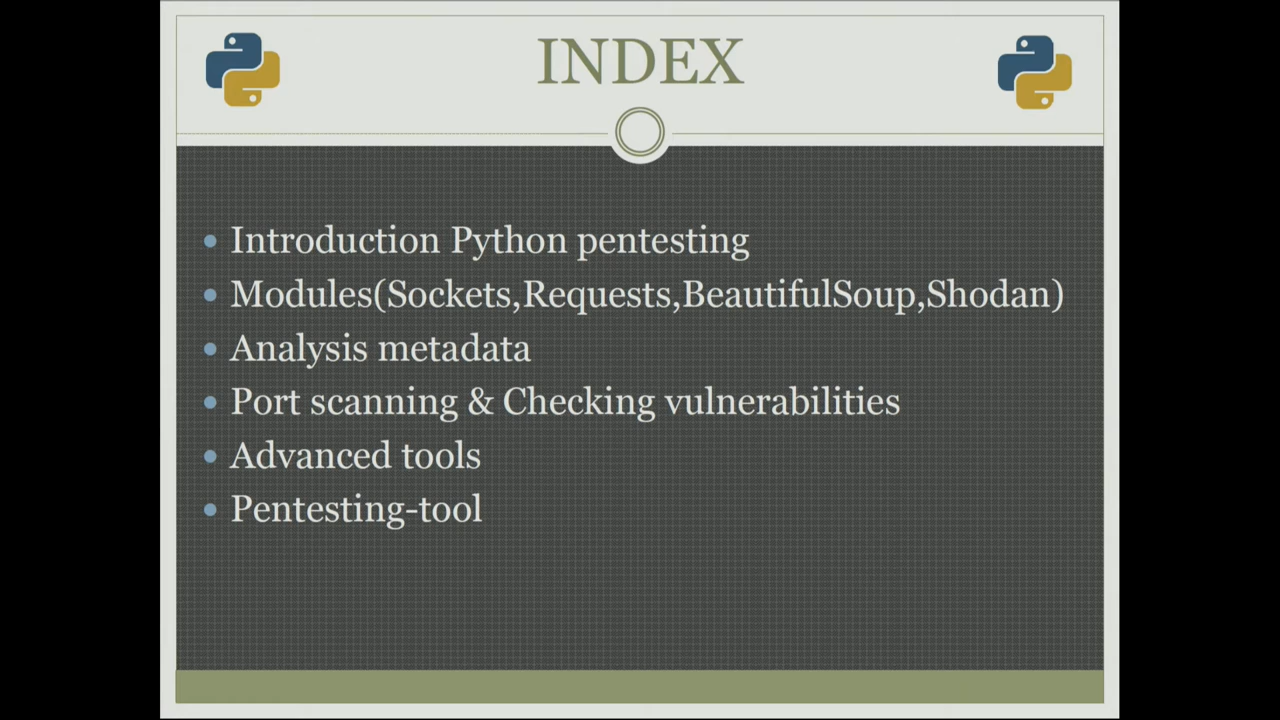 INDEX
Introduction Python pentesting
Modules(Sockets,Requests,BeautifulSoup,Shodan)
Analysis metadata
Port scanning & Checking vulnerabilities
Advanced tools
Pentesting-tool